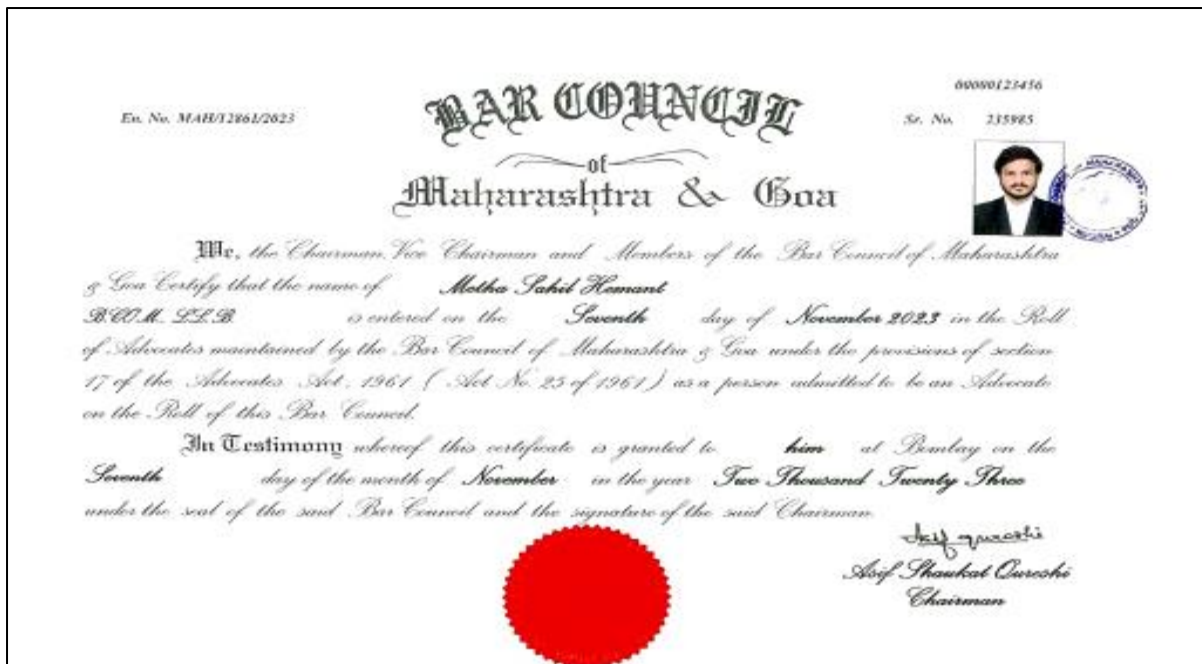 00000123456
En. No. MAH/12861/2023
Sr. No. 235985
BAR COUNCIL
of
Maharashtra & Goa
We, the Chairman, Vice Chairman and Members of the Bar Council of Maharashtra
& Goa Certify that the name of Motha Sahil Hemant
B.COM. LL.B. is entered on the Seventh day of November 2023 in the Roll
of Advocates maintained by the Bar Council of Maharashtra & Goa under the provisions of section
17 of the Advocates Act, 1961 ( Act No. 25 of 1961 ) as a person admitted to be an Advocate
on the Roll of this Bar Council.
In Testimony whereof this certificate is granted to him at Bombay on the
Seventh day of the month of November in the year Two Thousand Twenty Three
under the seal of the said Bar Council and the signature of the said Chairman.
Asif qureshi
Asif Shaukat Qureshi
Chairman